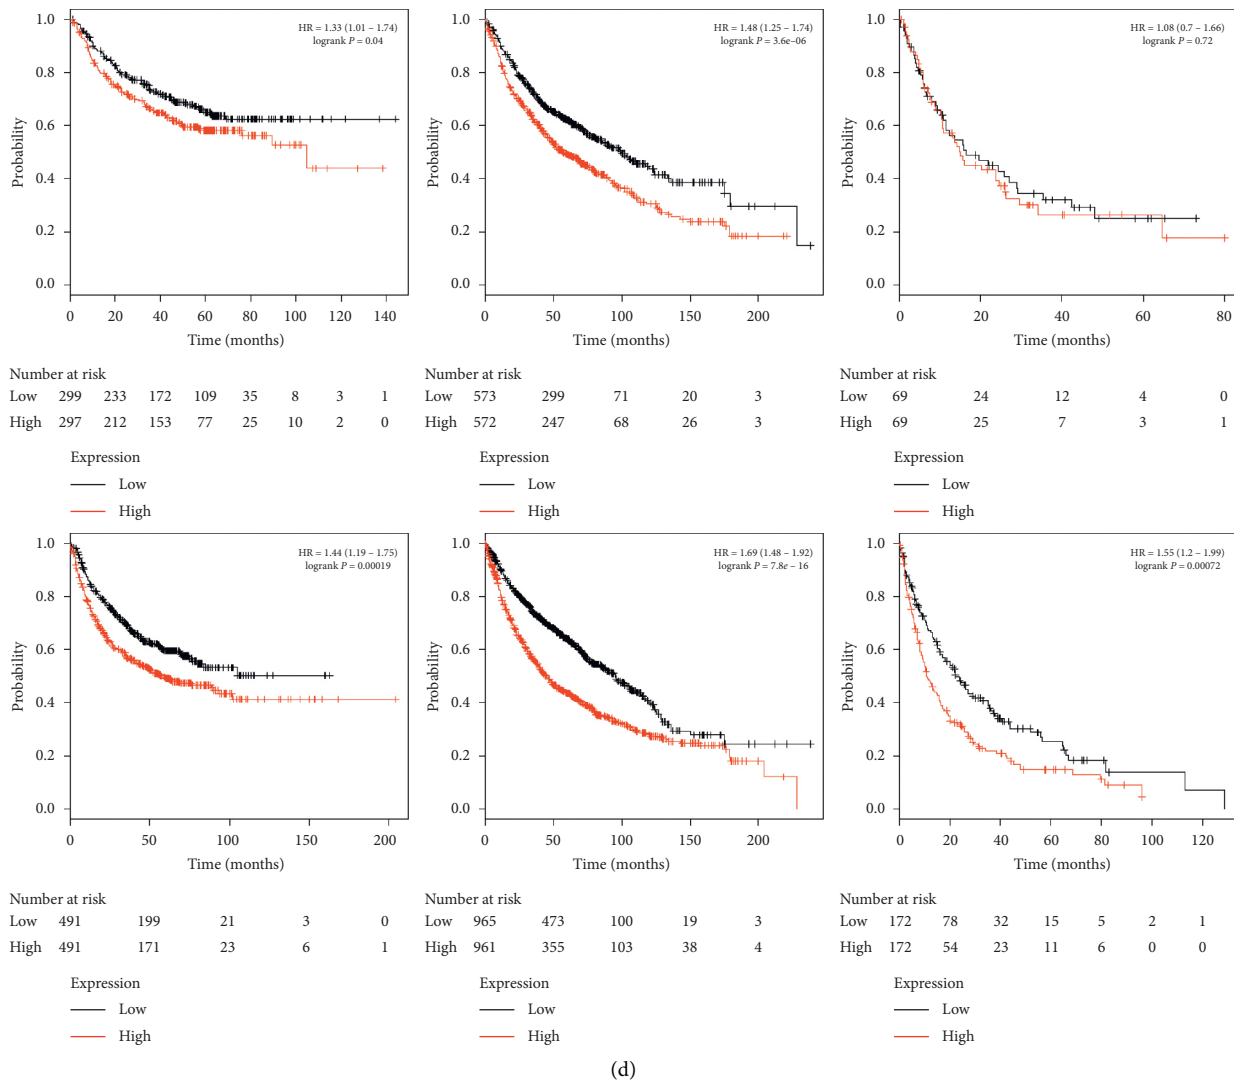 HR = 1.33 (1.01 – 1.74)
logrank P = 0.04
Probability
1.0
0.8
0.6
0.4
0.2
0.0
0 20 40 60 80 100 120 140
Time (months)
Number at risk
Low 299 233 172 109 35 8 3 1
High 297 212 153 77 25 10 2 0
Expression
Low
High
HR = 1.48 (1.25 – 1.74)
logrank P = 3.6e–06
Probability
1.0
0.8
0.6
0.4
0.2
0.0
0 50 100 150 200
Time (months)
Number at risk
Low 573 299 71 20 3
High 572 247 68 26 3
Expression
Low
High
HR = 1.08 (0.7 – 1.66)
logrank P = 0.72
Probability
1.0
0.8
0.6
0.4
0.2
0.0
0 20 40 60 80
Time (months)
Number at risk
Low 69 24 12 4 0
High 69 25 7 3 1
Expression
Low
High
HR = 1.44 (1.19 – 1.75)
logrank P = 0.00019
Probability
1.0
0.8
0.6
0.4
0.2
0.0
0 50 100 150 200
Time (months)
Number at risk
Low 491 199 21 3 0
High 491 171 23 6 1
Expression
Low
High
HR = 1.69 (1.48 – 1.92)
logrank P = 7.8e – 16
Probability
1.0
0.8
0.6
0.4
0.2
0.0
0 50 100 150 200
Time (months)
Number at risk
Low 965 473 100 19 3
High 961 355 103 38 4
Expression
Low
High
HR = 1.55 (1.2 – 1.99)
logrank P = 0.00072
Probability
1.0
0.8
0.6
0.4
0.2
0.0
0 20 40 60 80 100 120
Time (months)
Number at risk
Low 172 78 32 15 5 2 1
High 172 54 23 11 6 0 0
Expression
Low
High
(d)